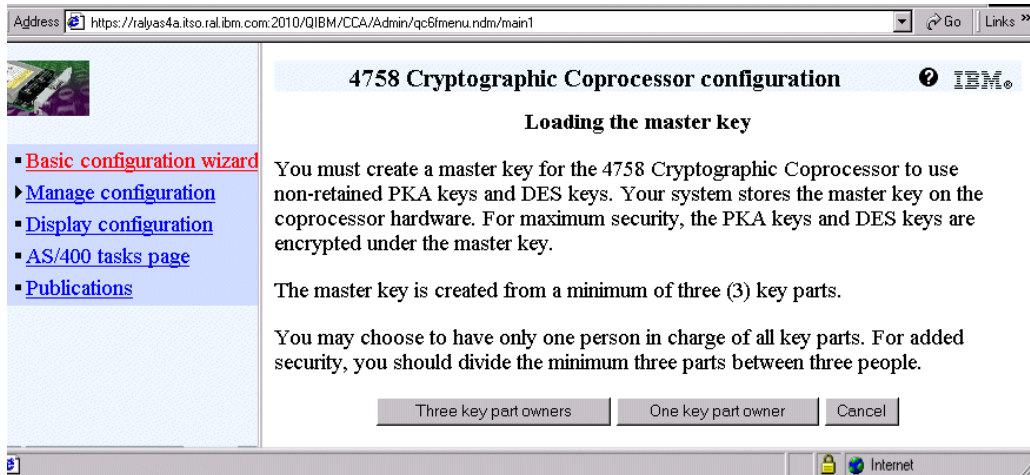 Address https://ralyas4a.itso.ral.ibm.com:2010/QIBM/CCA/Admin/qc6fmenu.ndm/main1 Go Links »
4758 Cryptographic Coprocessor configuration ? IBM®
Loading the master key
Basic configuration wizard
Manage configuration
Display configuration
AS/400 tasks page
Publications
You must create a master key for the 4758 Cryptographic Coprocessor to use
non-retained PKA keys and DES keys. Your system stores the master key on the
coprocessor hardware. For maximum security, the PKA keys and DES keys are
encrypted under the master key.
The master key is created from a minimum of three (3) key parts.
You may choose to have only one person in charge of all key parts. For added
security, you should divide the minimum three parts between three people.
Three key part owners One key part owner Cancel
Internet